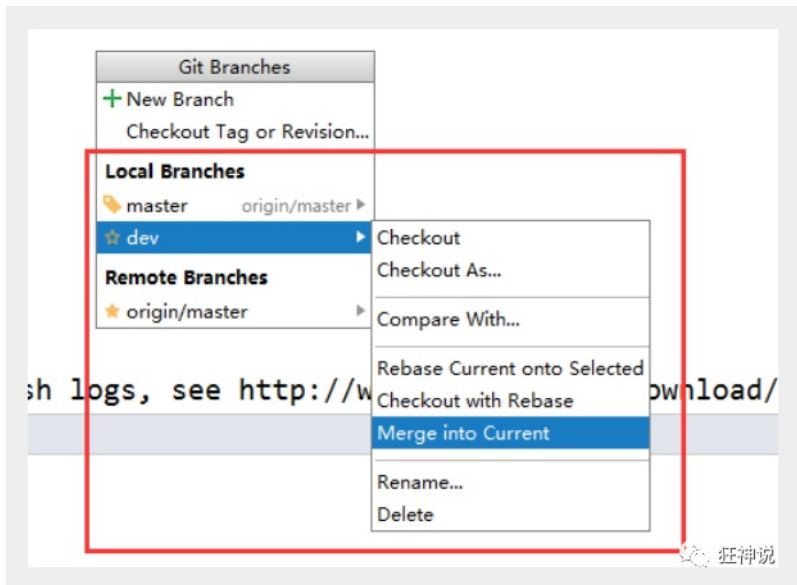 Git Branches
New Branch
Checkout Tag or Revision...
Local Branches
master origin/master
dev
Remote Branches
origin/master
Checkout
Checkout As...
Compare With...
Rebase Current onto Selected
Checkout with Rebase
Merge into Current
Rename...
Delete
sh logs, see http://w ownload/
狂神说